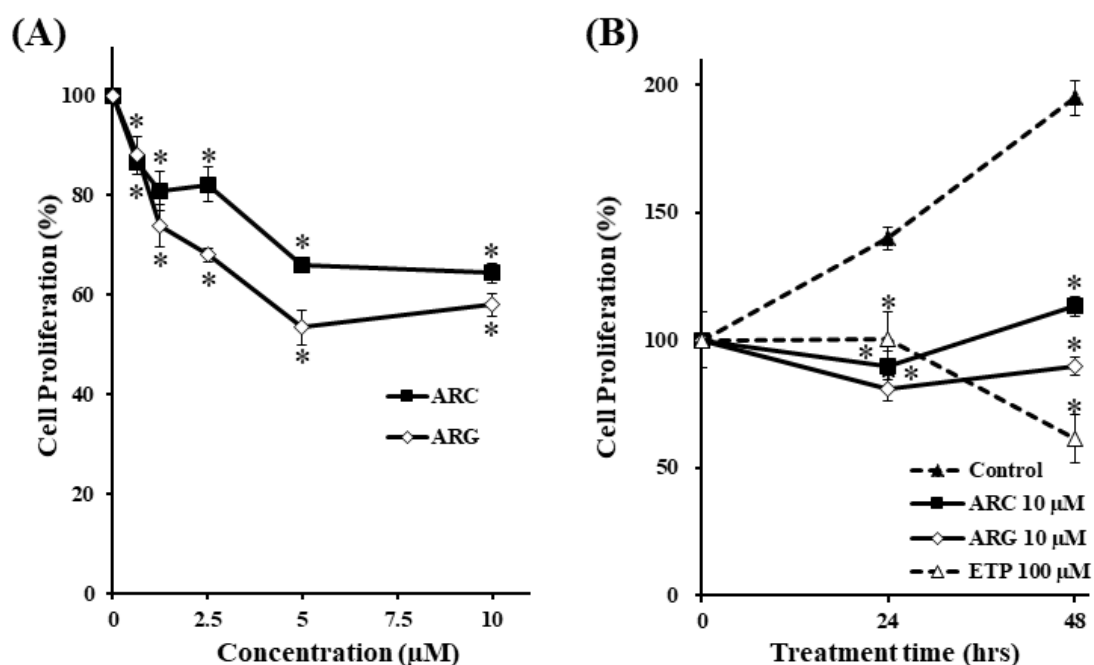 (A)
Cell Proliferation (%)
100
80
60
40
20
0
* * * * *
* * * * *
ARC
ARG
0 2.5 5 7.5 10
Concentration (µM)
(B)
Cell Proliferation (%)
200
150
100
50
0
* *
* * *
*
Control
ARC 10 µM
ARG 10 µM
ETP 100 µM
0 24 48
Treatment time (hrs)